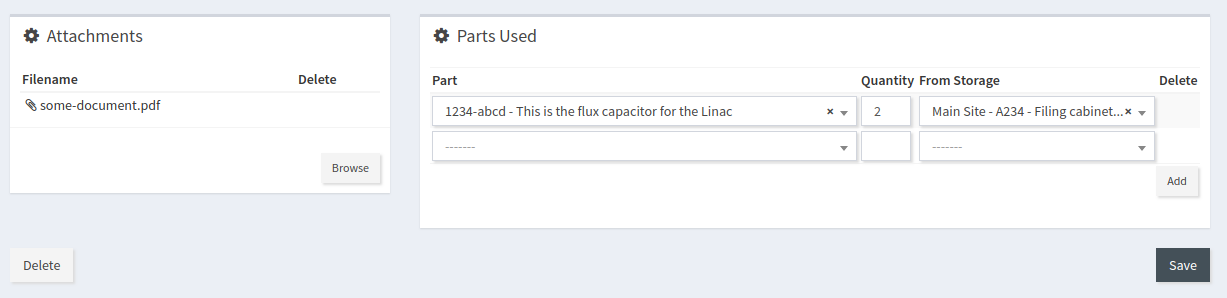 Attachments
Filename Delete
some-document.pdf
Browse
Parts Used
Part Quantity From Storage Delete
1234-abcd - This is the flux capacitor for the Linac × 2 Main Site - A234 - Filing cabinet...×
------- -------
Add
Delete Save